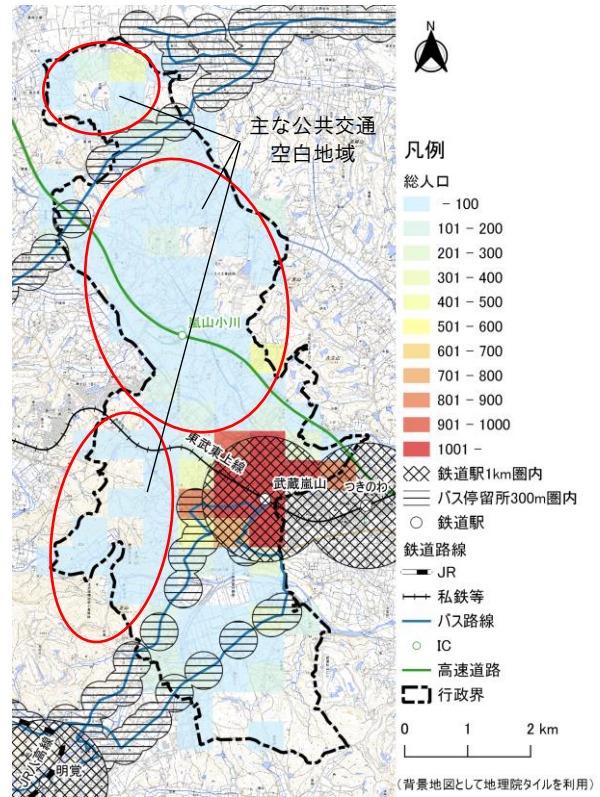 主な公共交通
空白地域
嵐山小川
東武東上線
武蔵嵐山
つきのわ
JR八高線
明覚
N
凡例
総人口
- 100
101 - 200
201 - 300
301 - 400
401 - 500
501 - 600
601 - 700
701 - 800
801 - 900
901 - 1000
1001 -
鉄道駅1km圏内
バス停留所300m圏内
鉄道駅
鉄道路線
JR
私鉄等
バス路線
IC
高速道路
行政界
0 1 2 km
(背景地図として地理院タイルを利用)